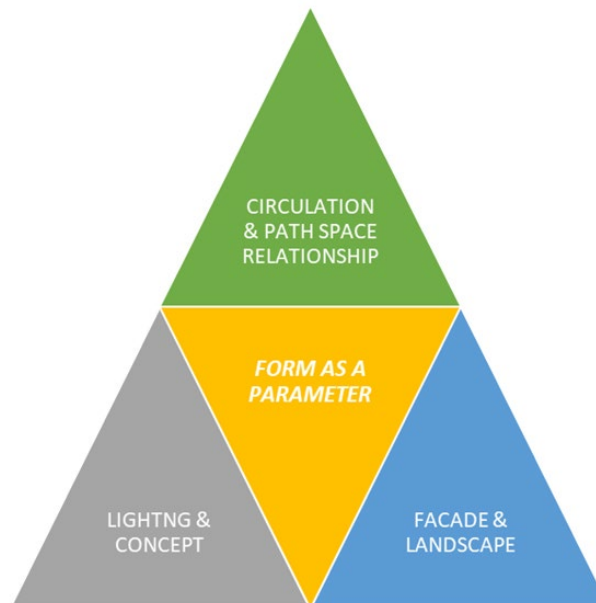 CIRCULATION
& PATH SPACE
RELATIONSHIP
FORM AS A
PARAMETER
LIGHTNG &
CONCEPT
FACADE &
LANDSCAPE